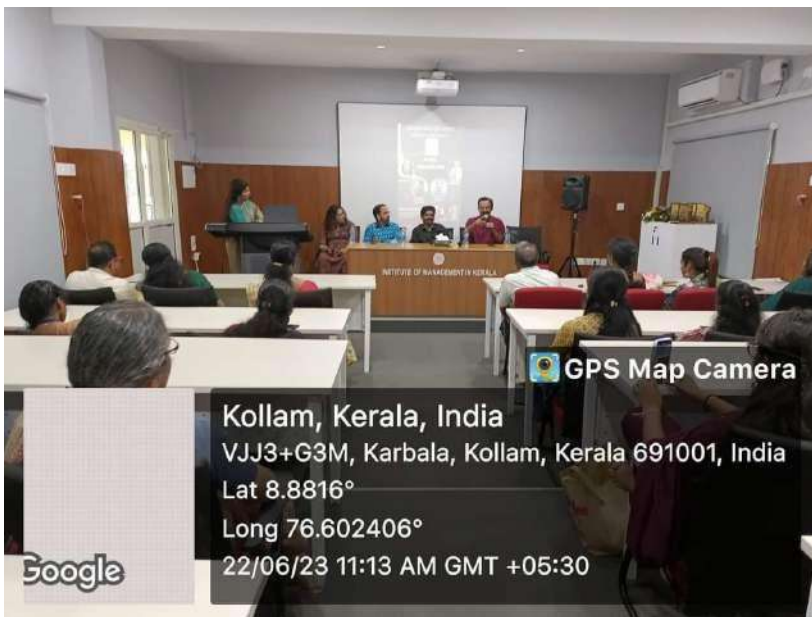 INSTITUTE OF MANAGEMENT IN KERALA
GPS Map Camera
Kollam, Kerala, India
VJJ3+G3M, Karbala, Kollam, Kerala 691001, India
Lat 8.8816°
Long 76.602406°
22/06/23 11:13 AM GMT +05:30
Google